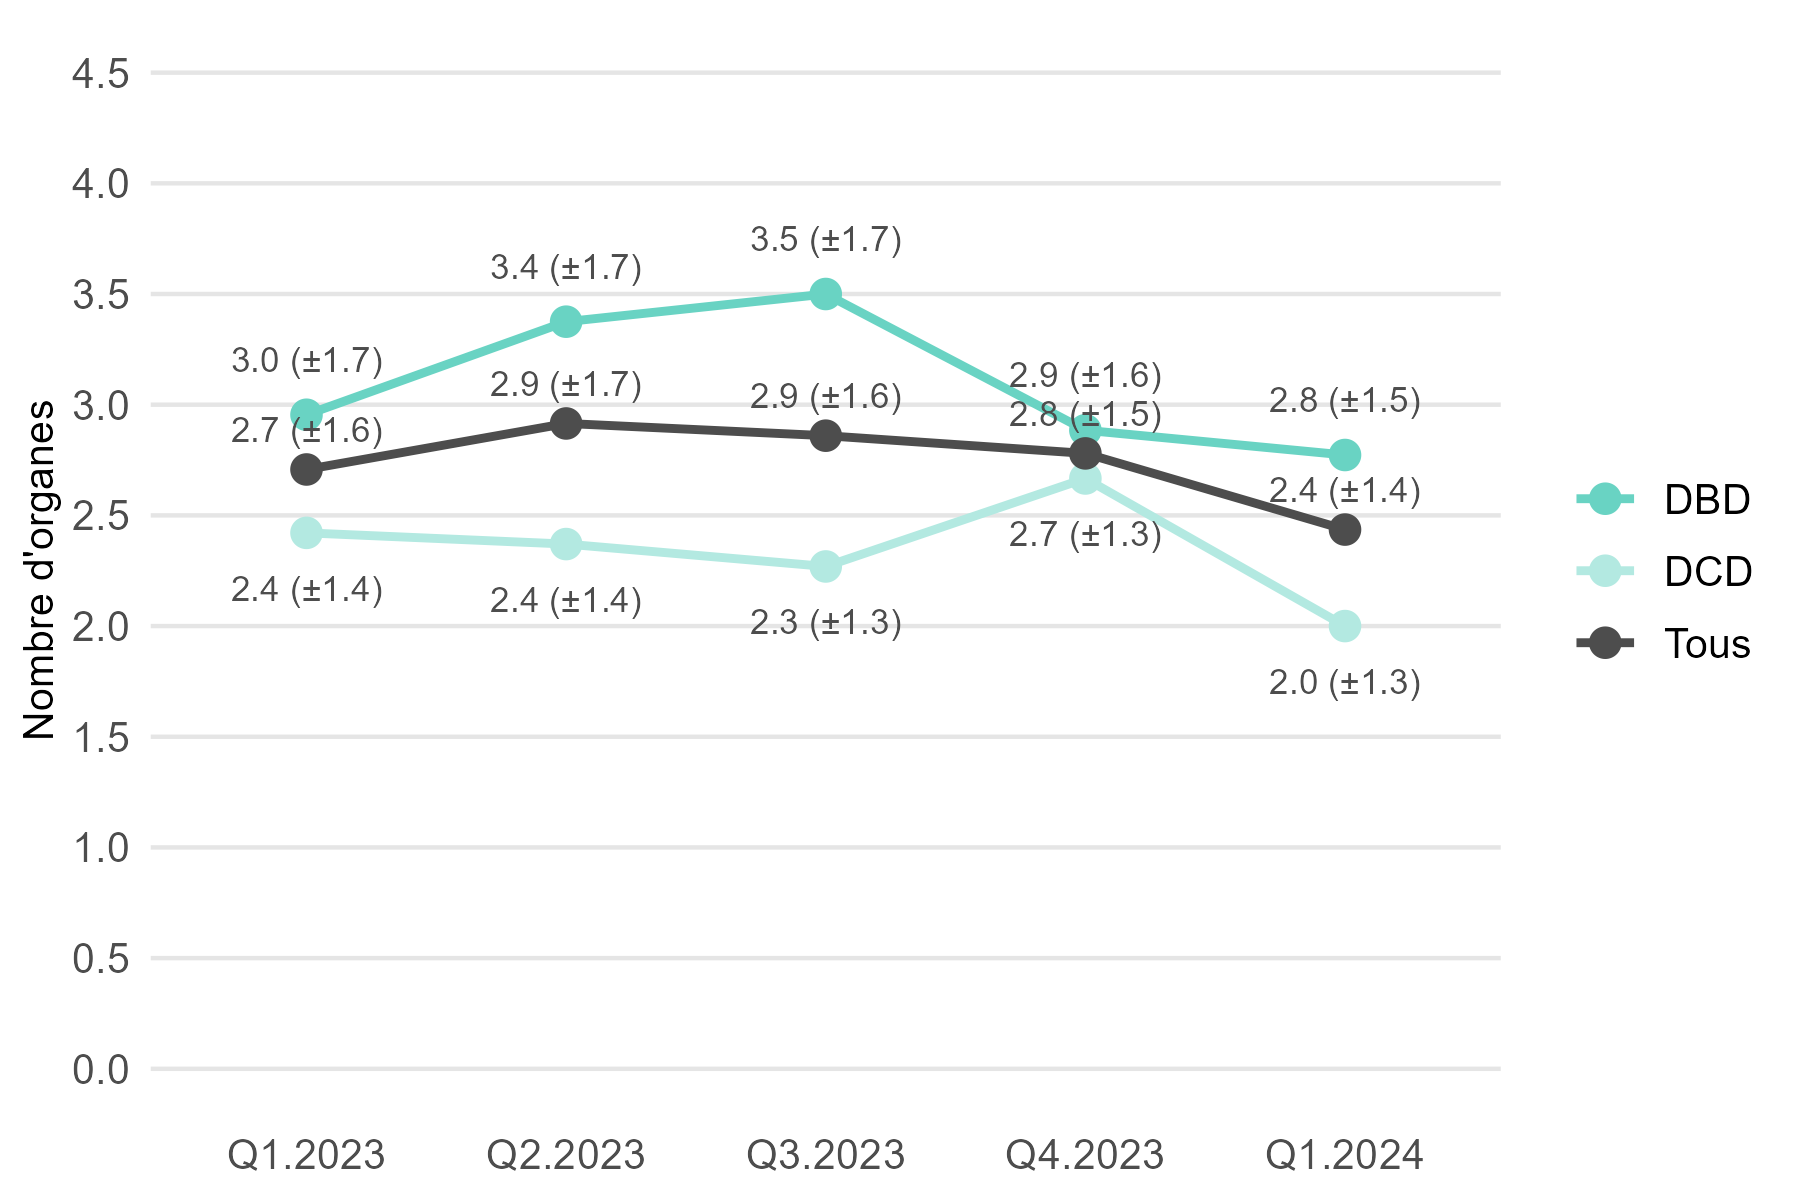 4.5
4.0
3.5
3.0
2.5
2.0
1.5
1.0
0.5
0.0
Nombre d'organes
3.0 (±1.7)
3.4 (±1.7)
3.5 (±1.7)
2.9 (±1.6)
2.8 (±1.5)
2.7 (±1.6)
2.9 (±1.7)
2.9 (±1.6)
2.8 (±1.5)
2.4 (±1.4)
2.4 (±1.4)
2.4 (±1.4)
2.3 (±1.3)
2.7 (±1.3)
2.0 (±1.3)
Q1.2023
Q2.2023
Q3.2023
Q4.2023
Q1.2024
DBD
DCD
Tous